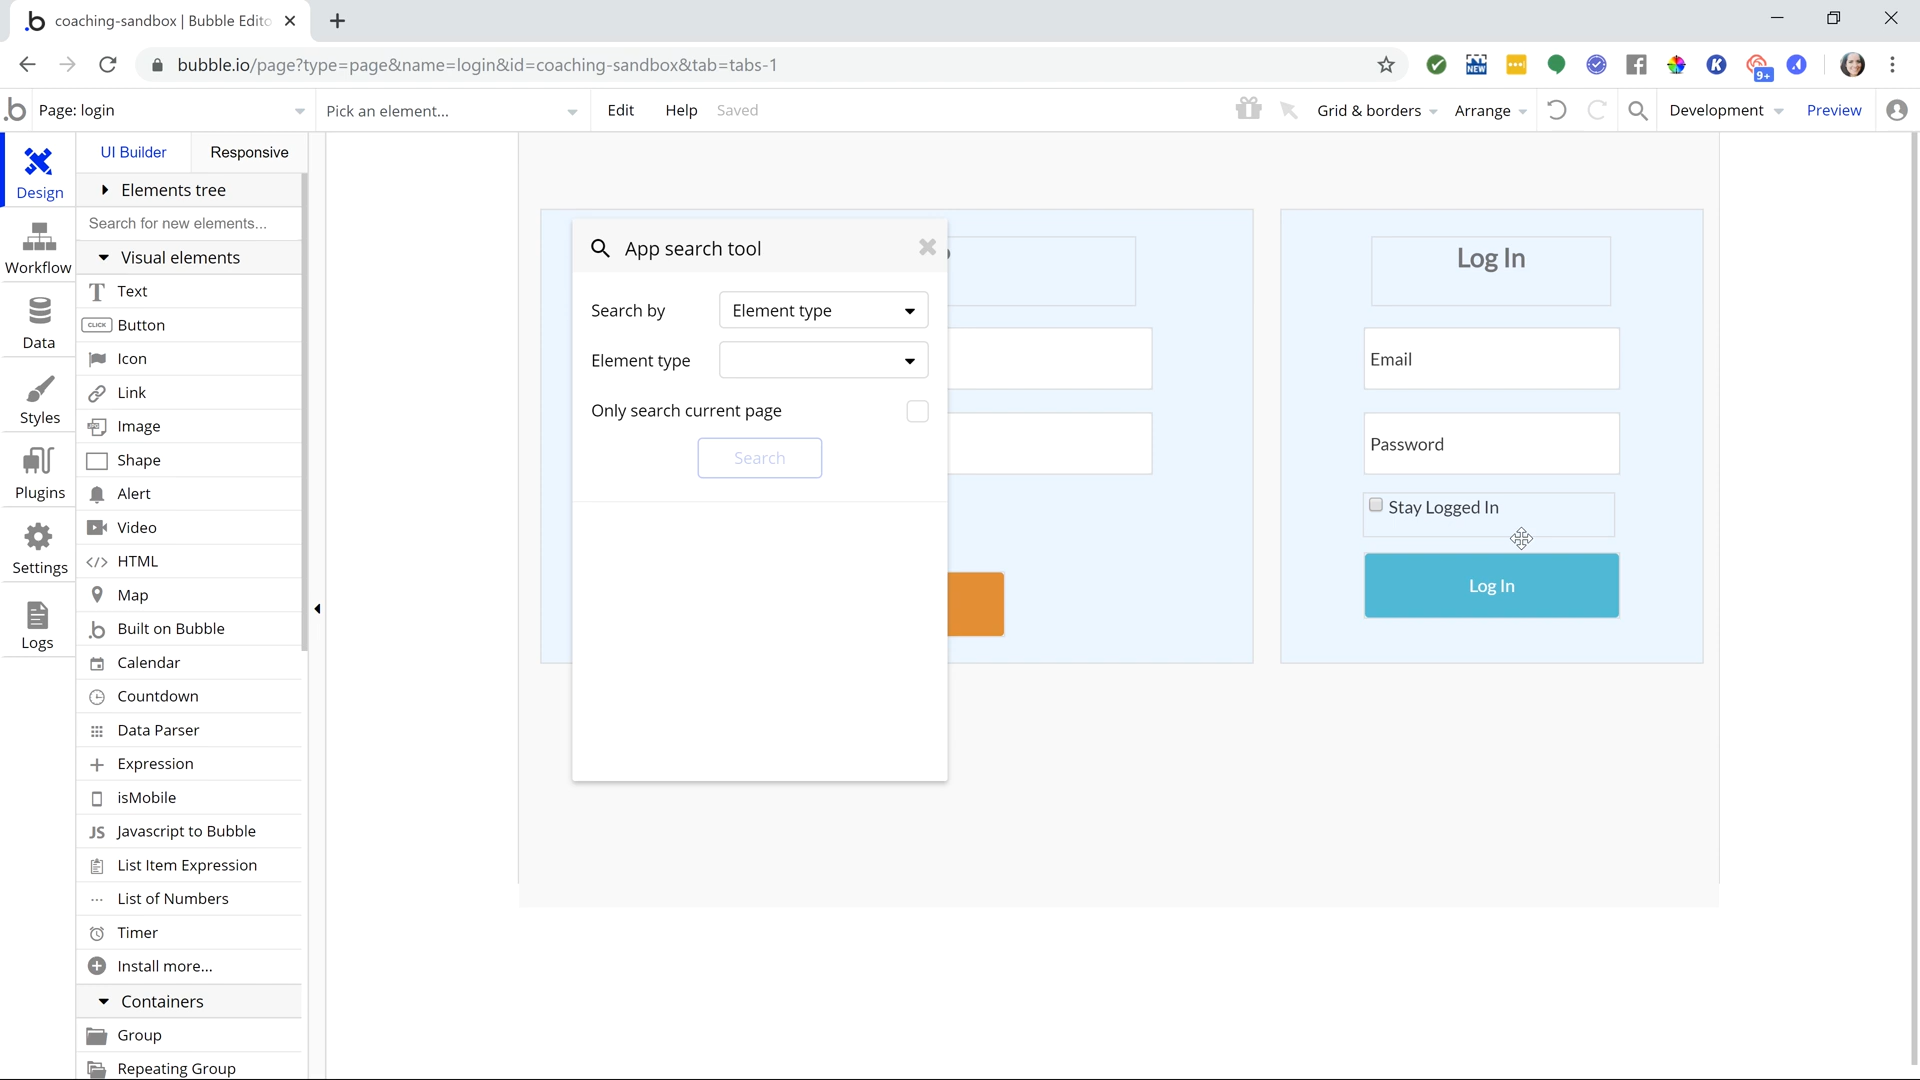 coaching-sandbox | Bubble Edito
bubble.io/page?type=page&name=login&id=coaching-sandbox&tab=tabs-1
NEW
K
9+
Page: login
Pick an element...
Edit
Help
Saved
Grid & borders
Arrange
Development
Preview
Design
Workflow
Data
Styles
Plugins
Settings
Logs
UI Builder
Responsive
Elements tree
Search for new elements...
Visual elements
Text
CLICK
Button
Icon
Link
Image
Shape
Alert
Video
HTML
Map
Built on Bubble
Calendar
Countdown
Data Parser
Expression
isMobile
JS
Javascript to Bubble
List Item Expression
List of Numbers
Timer
Install more...
Containers
Group
Repeating Group
App search tool
Search by
Element type
Element type
Only search current page
Search
Log In
Email
Password
Stay Logged In
Log In